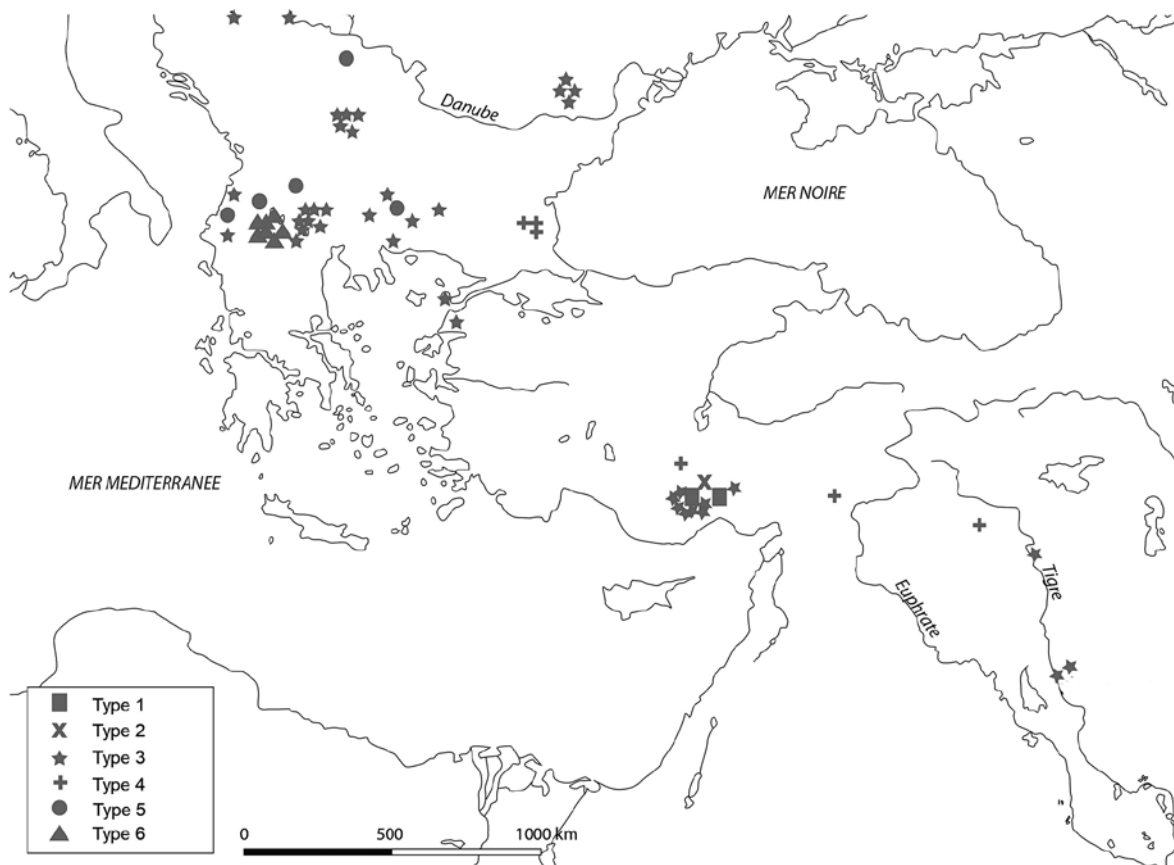 Danube
MER NOIRE
MER MEDITERRANEE
Tigre
Euphrate
Type 1
Type 2
Type 3
Type 4
Type 5
Type 6
0 500 1000 km